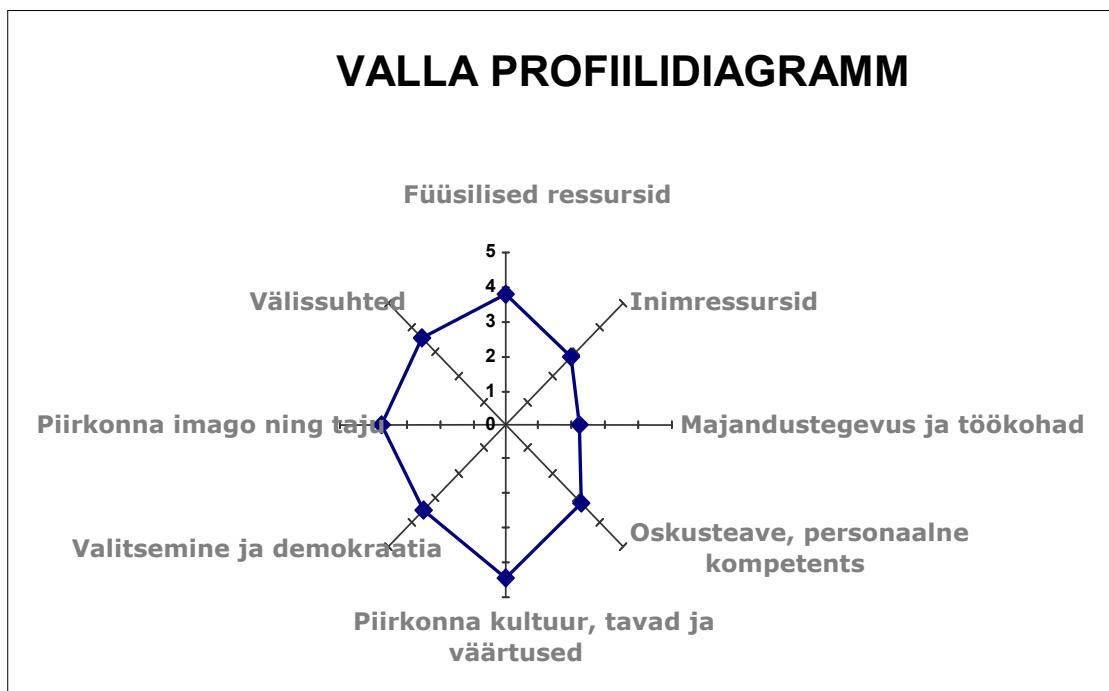 VALLA PROFIILIDIAGRAMM
Füüsilised ressursid
5
Välissuhted
4
Inimressursid
3
2
1
Piirkonna imago ning taju
0
Majandustegevus ja töökohad
Valitsemine ja demokraatia
Oskusteave, personaalne
kompetents
Piirkonna kultuur, tavad ja
väärtused